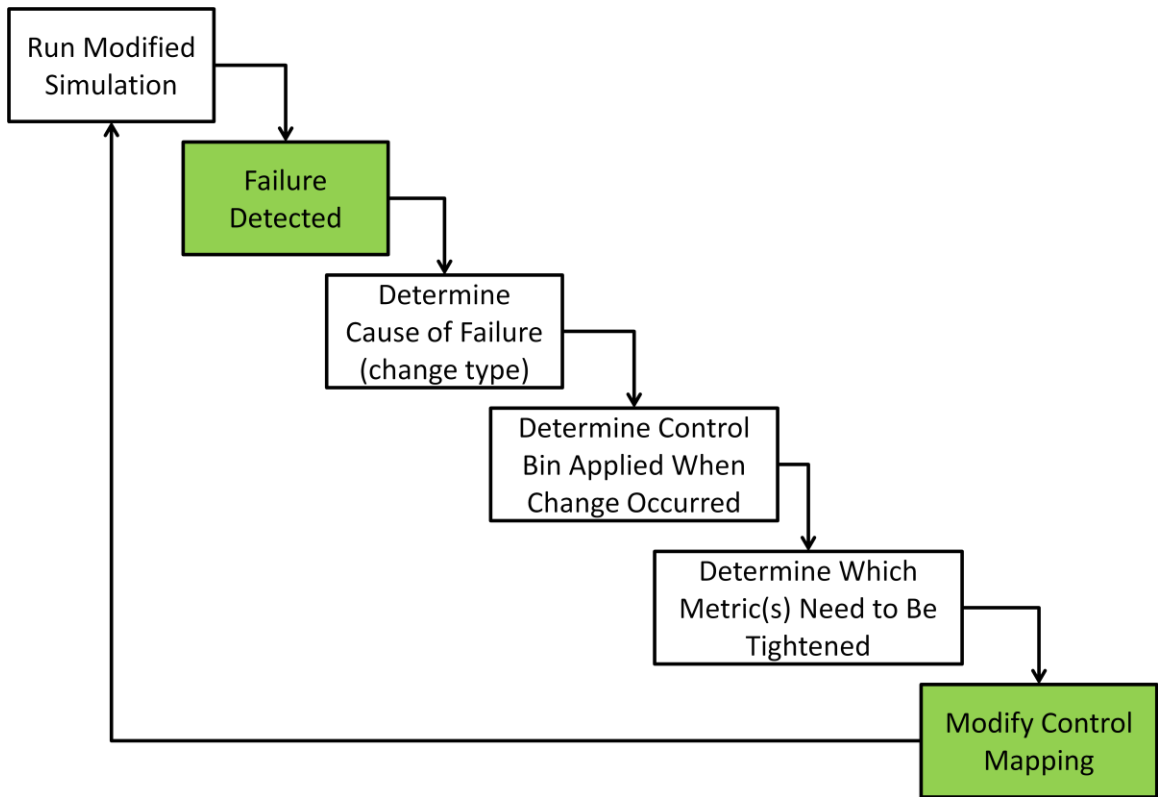 Run Modified
Simulation
Failure
Detected
Determine
Cause of Failure
(change type)
Determine Control
Bin Applied When
Change Occurred
Determine Which
Metric(s) Need to Be
Tightened
Modify Control
Mapping